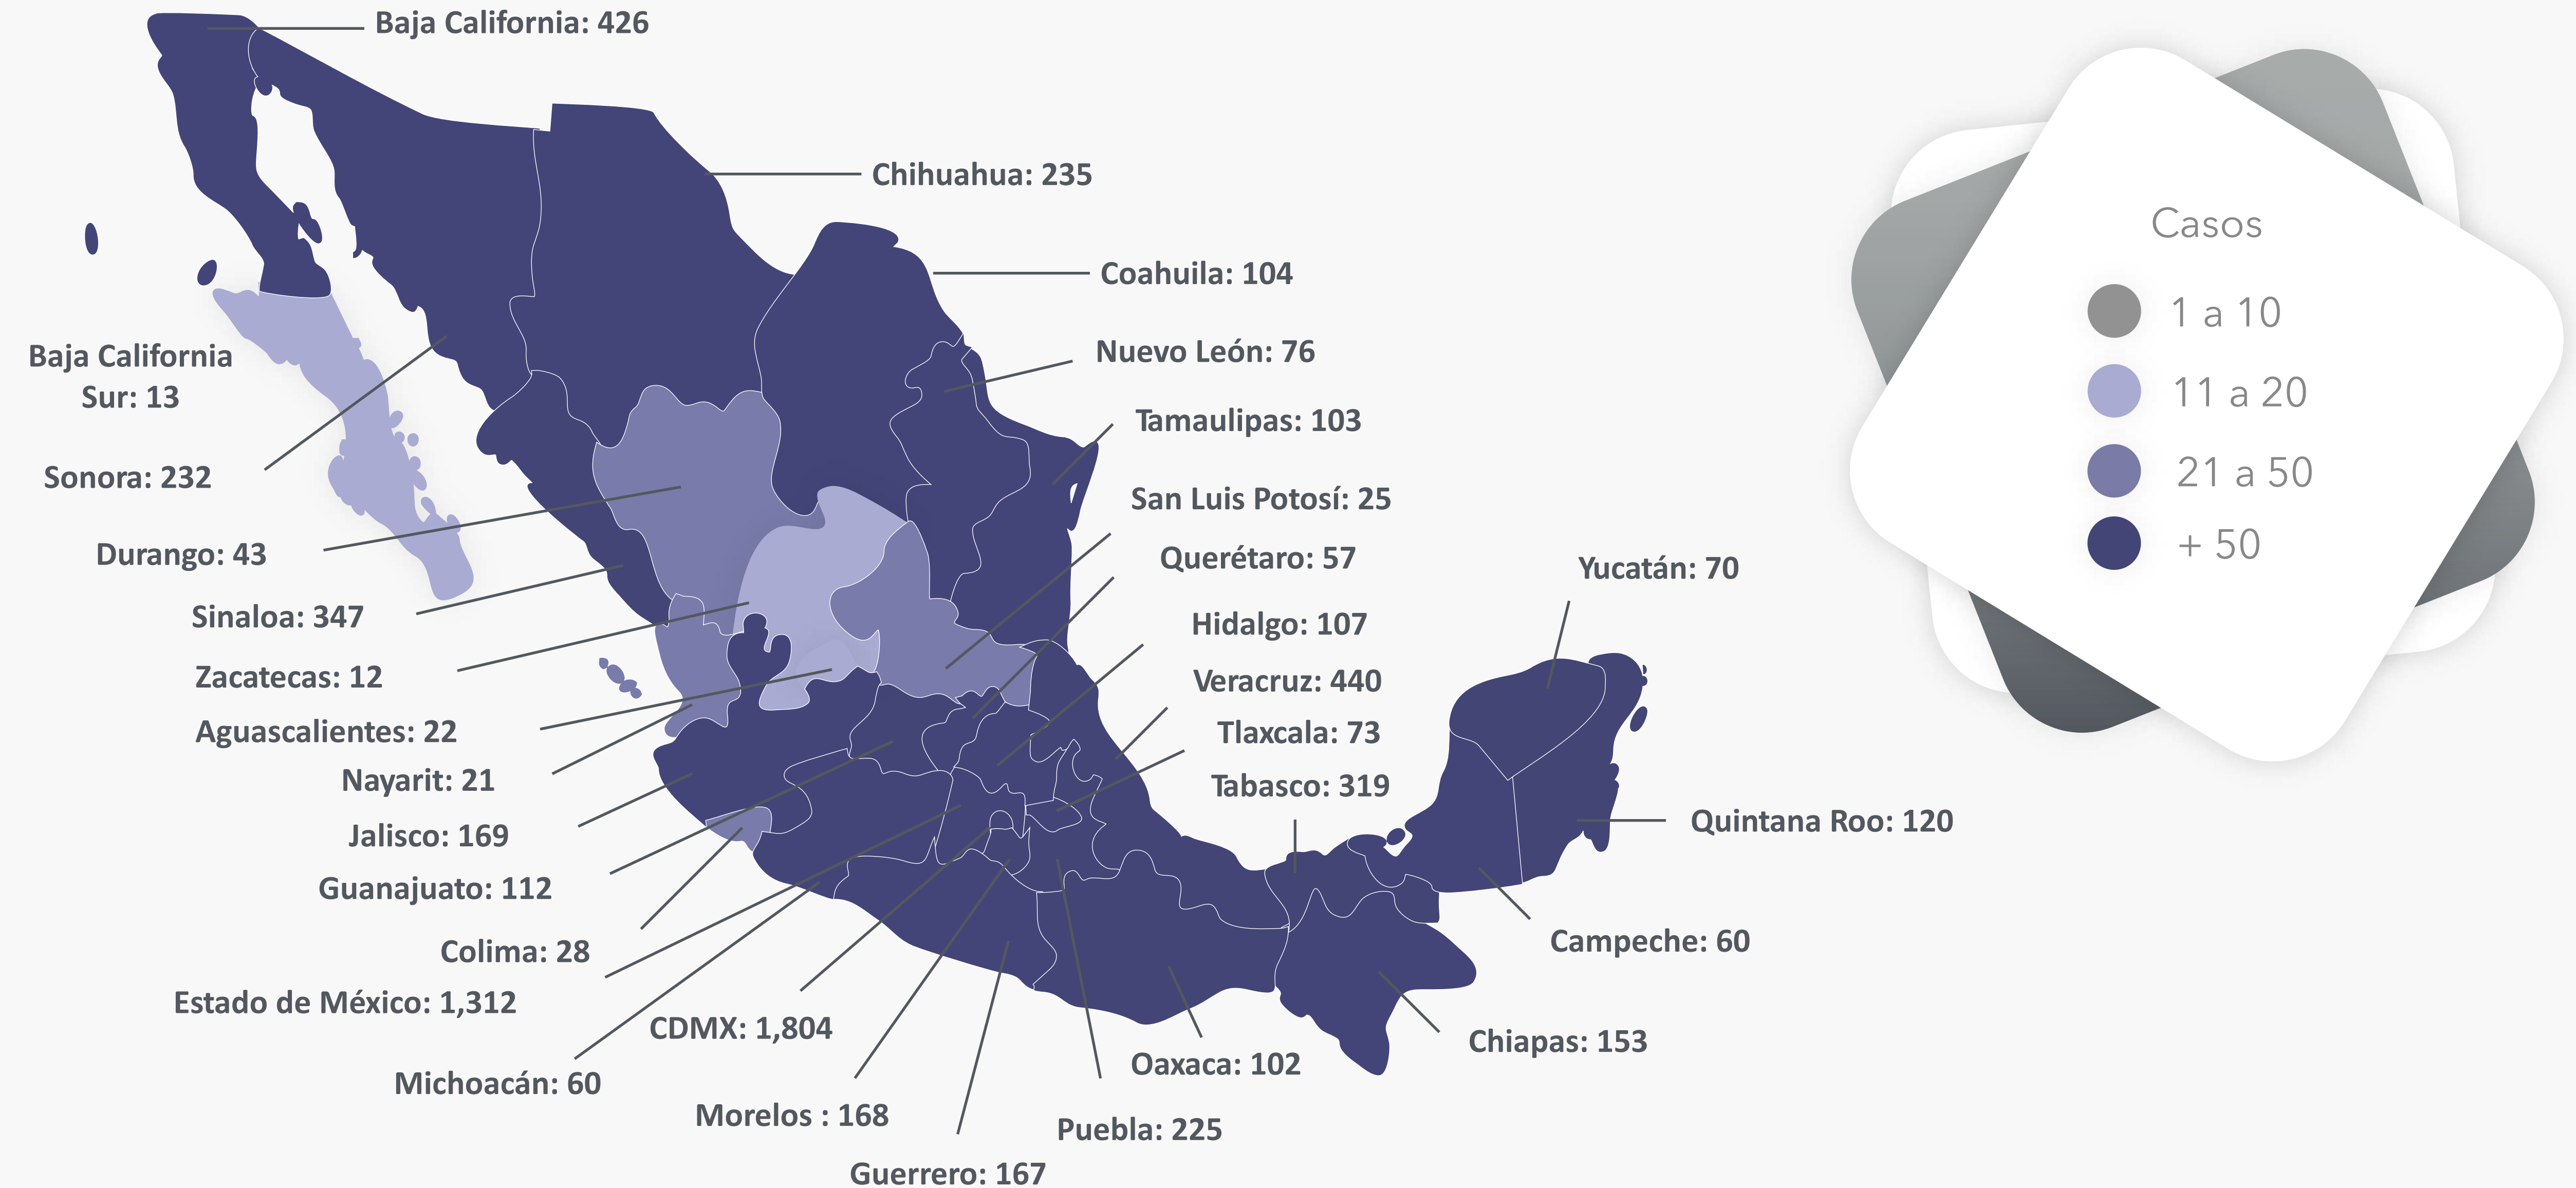 Baja California: 426
Chihuahua: 235
Coahuila: 104
Nuevo León: 76
Tamaulipas: 103
San Luis Potosí: 25
Querétaro: 57
Hidalgo: 107
Veracruz: 440
Tlaxcala: 73
Tabasco: 319
Yucatán: 70
Quintana Roo: 120
Campeche: 60
Chiapas: 153
Oaxaca: 102
Puebla: 225
Guerrero: 167
Morelos : 168
CDMX: 1,804
Michoacán: 60
Estado de México: 1,312
Colima: 28
Guanajuato: 112
Jalisco: 169
Nayarit: 21
Aguascalientes: 22
Zacatecas: 12
Sinaloa: 347
Durango: 43
Sonora: 232
Baja California
Sur: 13
Casos
1 a 10
11 a 20
21 a 50
+ 50